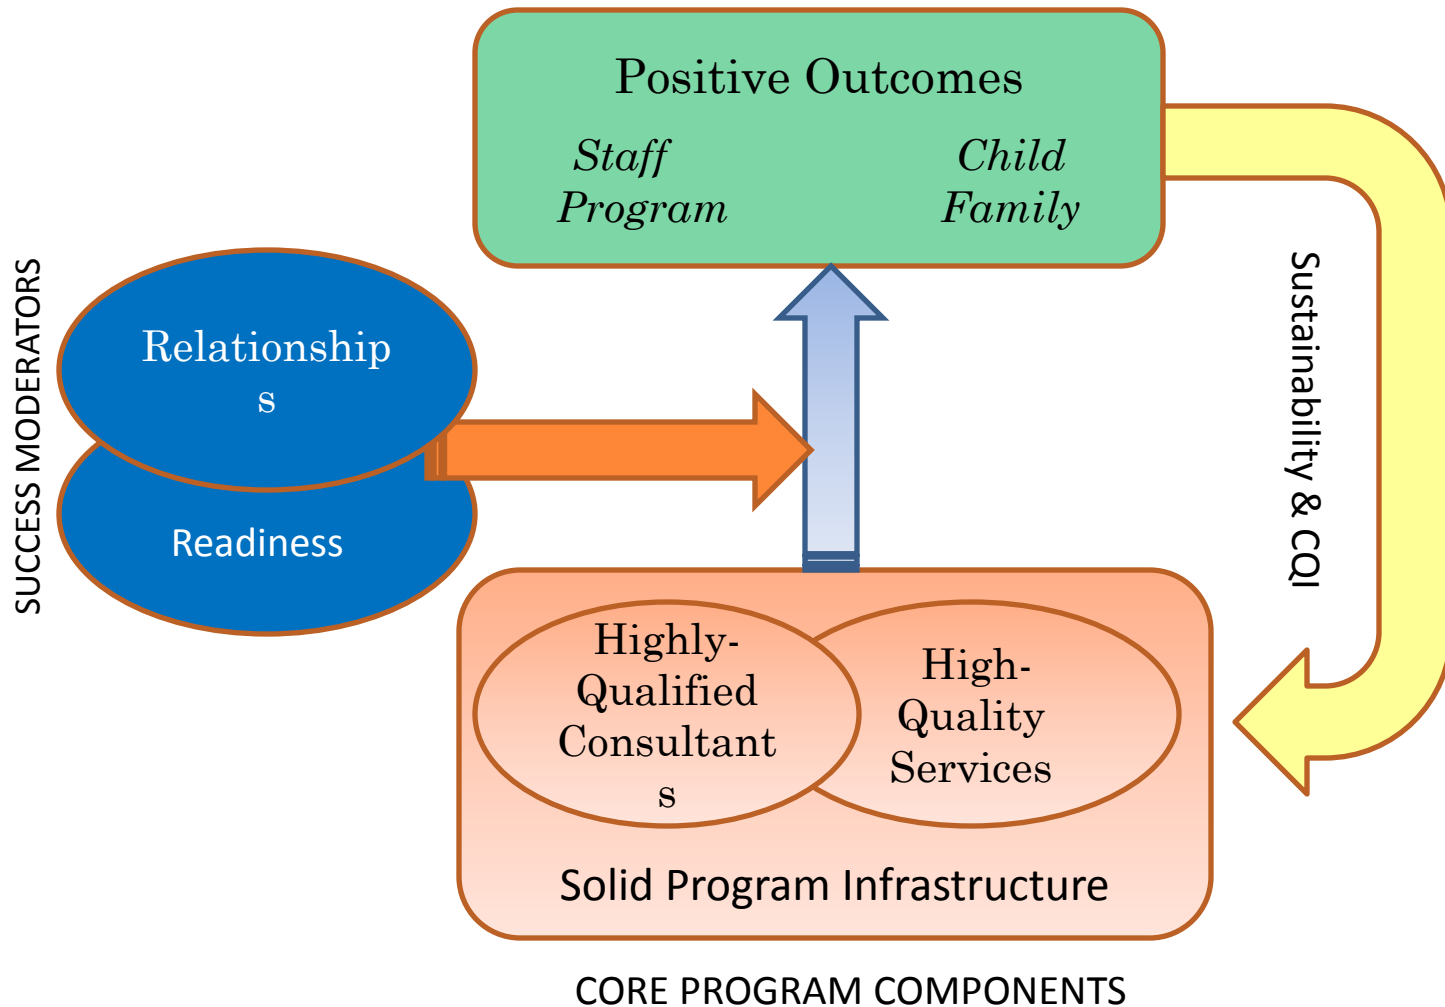 Positive Outcomes
Staff
Program
Child
Family
SUCCESS MODERATORS
Relationship
s
Readiness
Sustainability & CQI
Highly-
Qualified
Consultant
s
High-
Quality
Services
Solid Program Infrastructure
CORE PROGRAM COMPONENTS